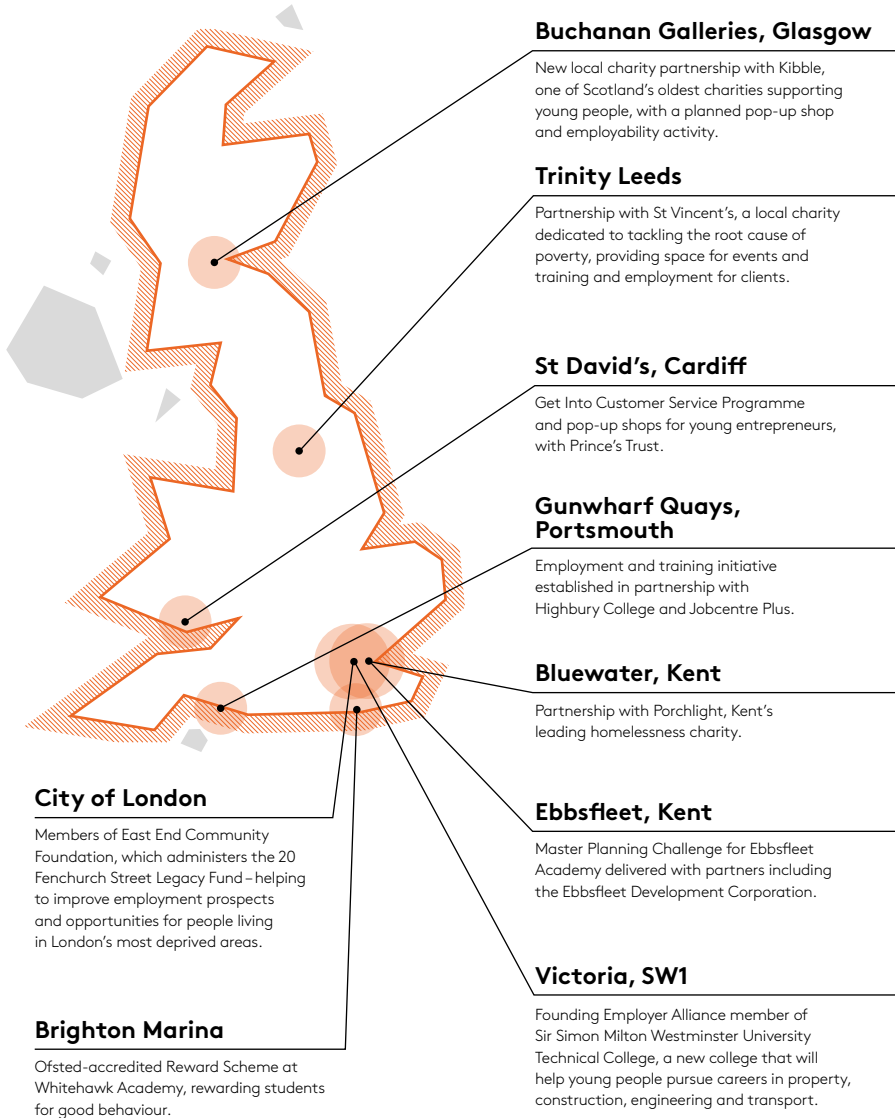 Buchanan Galleries, Glasgow
New local charity partnership with Kibble,
one of Scotland's oldest charities supporting
young people, with a planned pop-up shop
and employability activity.
Trinity Leeds
Partnership with St Vincent's, a local charity
dedicated to tackling the root cause of
poverty, providing space for events and
training and employment for clients.
St David's, Cardiff
Get Into Customer Service Programme
and pop-up shops for young entrepreneurs,
with Prince's Trust.
Gunwharf Quays,
Portsmouth
Employment and training initiative
established in partnership with
Highbury College and Jobcentre Plus.
Bluewater, Kent
Partnership with Porchlight, Kent's
leading homelessness charity.
Ebbsfleet, Kent
Master Planning Challenge for Ebbsfleet
Academy delivered with partners including
the Ebbsfleet Development Corporation.
Victoria, SW1
Founding Employer Alliance member of
Sir Simon Milton Westminster University
Technical College, a new college that will
help young people pursue careers in property,
construction, engineering and transport.
City of London
Members of East End Community
Foundation, which administers the 20
Fenchurch Street Legacy Fund – helping
to improve employment prospects
and opportunities for people living
in London's most deprived areas.
Brighton Marina
Ofsted-accredited Reward Scheme at
Whitehawk Academy, rewarding students
for good behaviour.